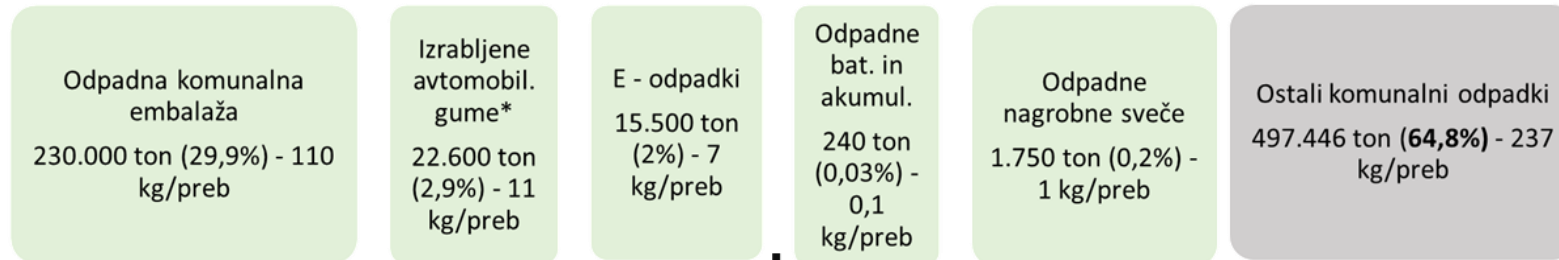 Odpadna komunalna
embalaža
230.000 ton (29,9%) - 110
kg/preb
Izrabljene
avtomobil.
gume*
22.600 ton
(2,9%) - 11
kg/preb
E - odpadki
15.500 ton
(2%) - 7
kg/preb
Odpadne
bat. in
akumul.
240 ton
(0,03%) -
0,1
kg/preb
Odpadne
nagrobne sveče
1.750 ton (0,2%) -
1 kg/preb
Ostali komunalni odpadki
497.446 ton (64,8%) - 237
kg/preb